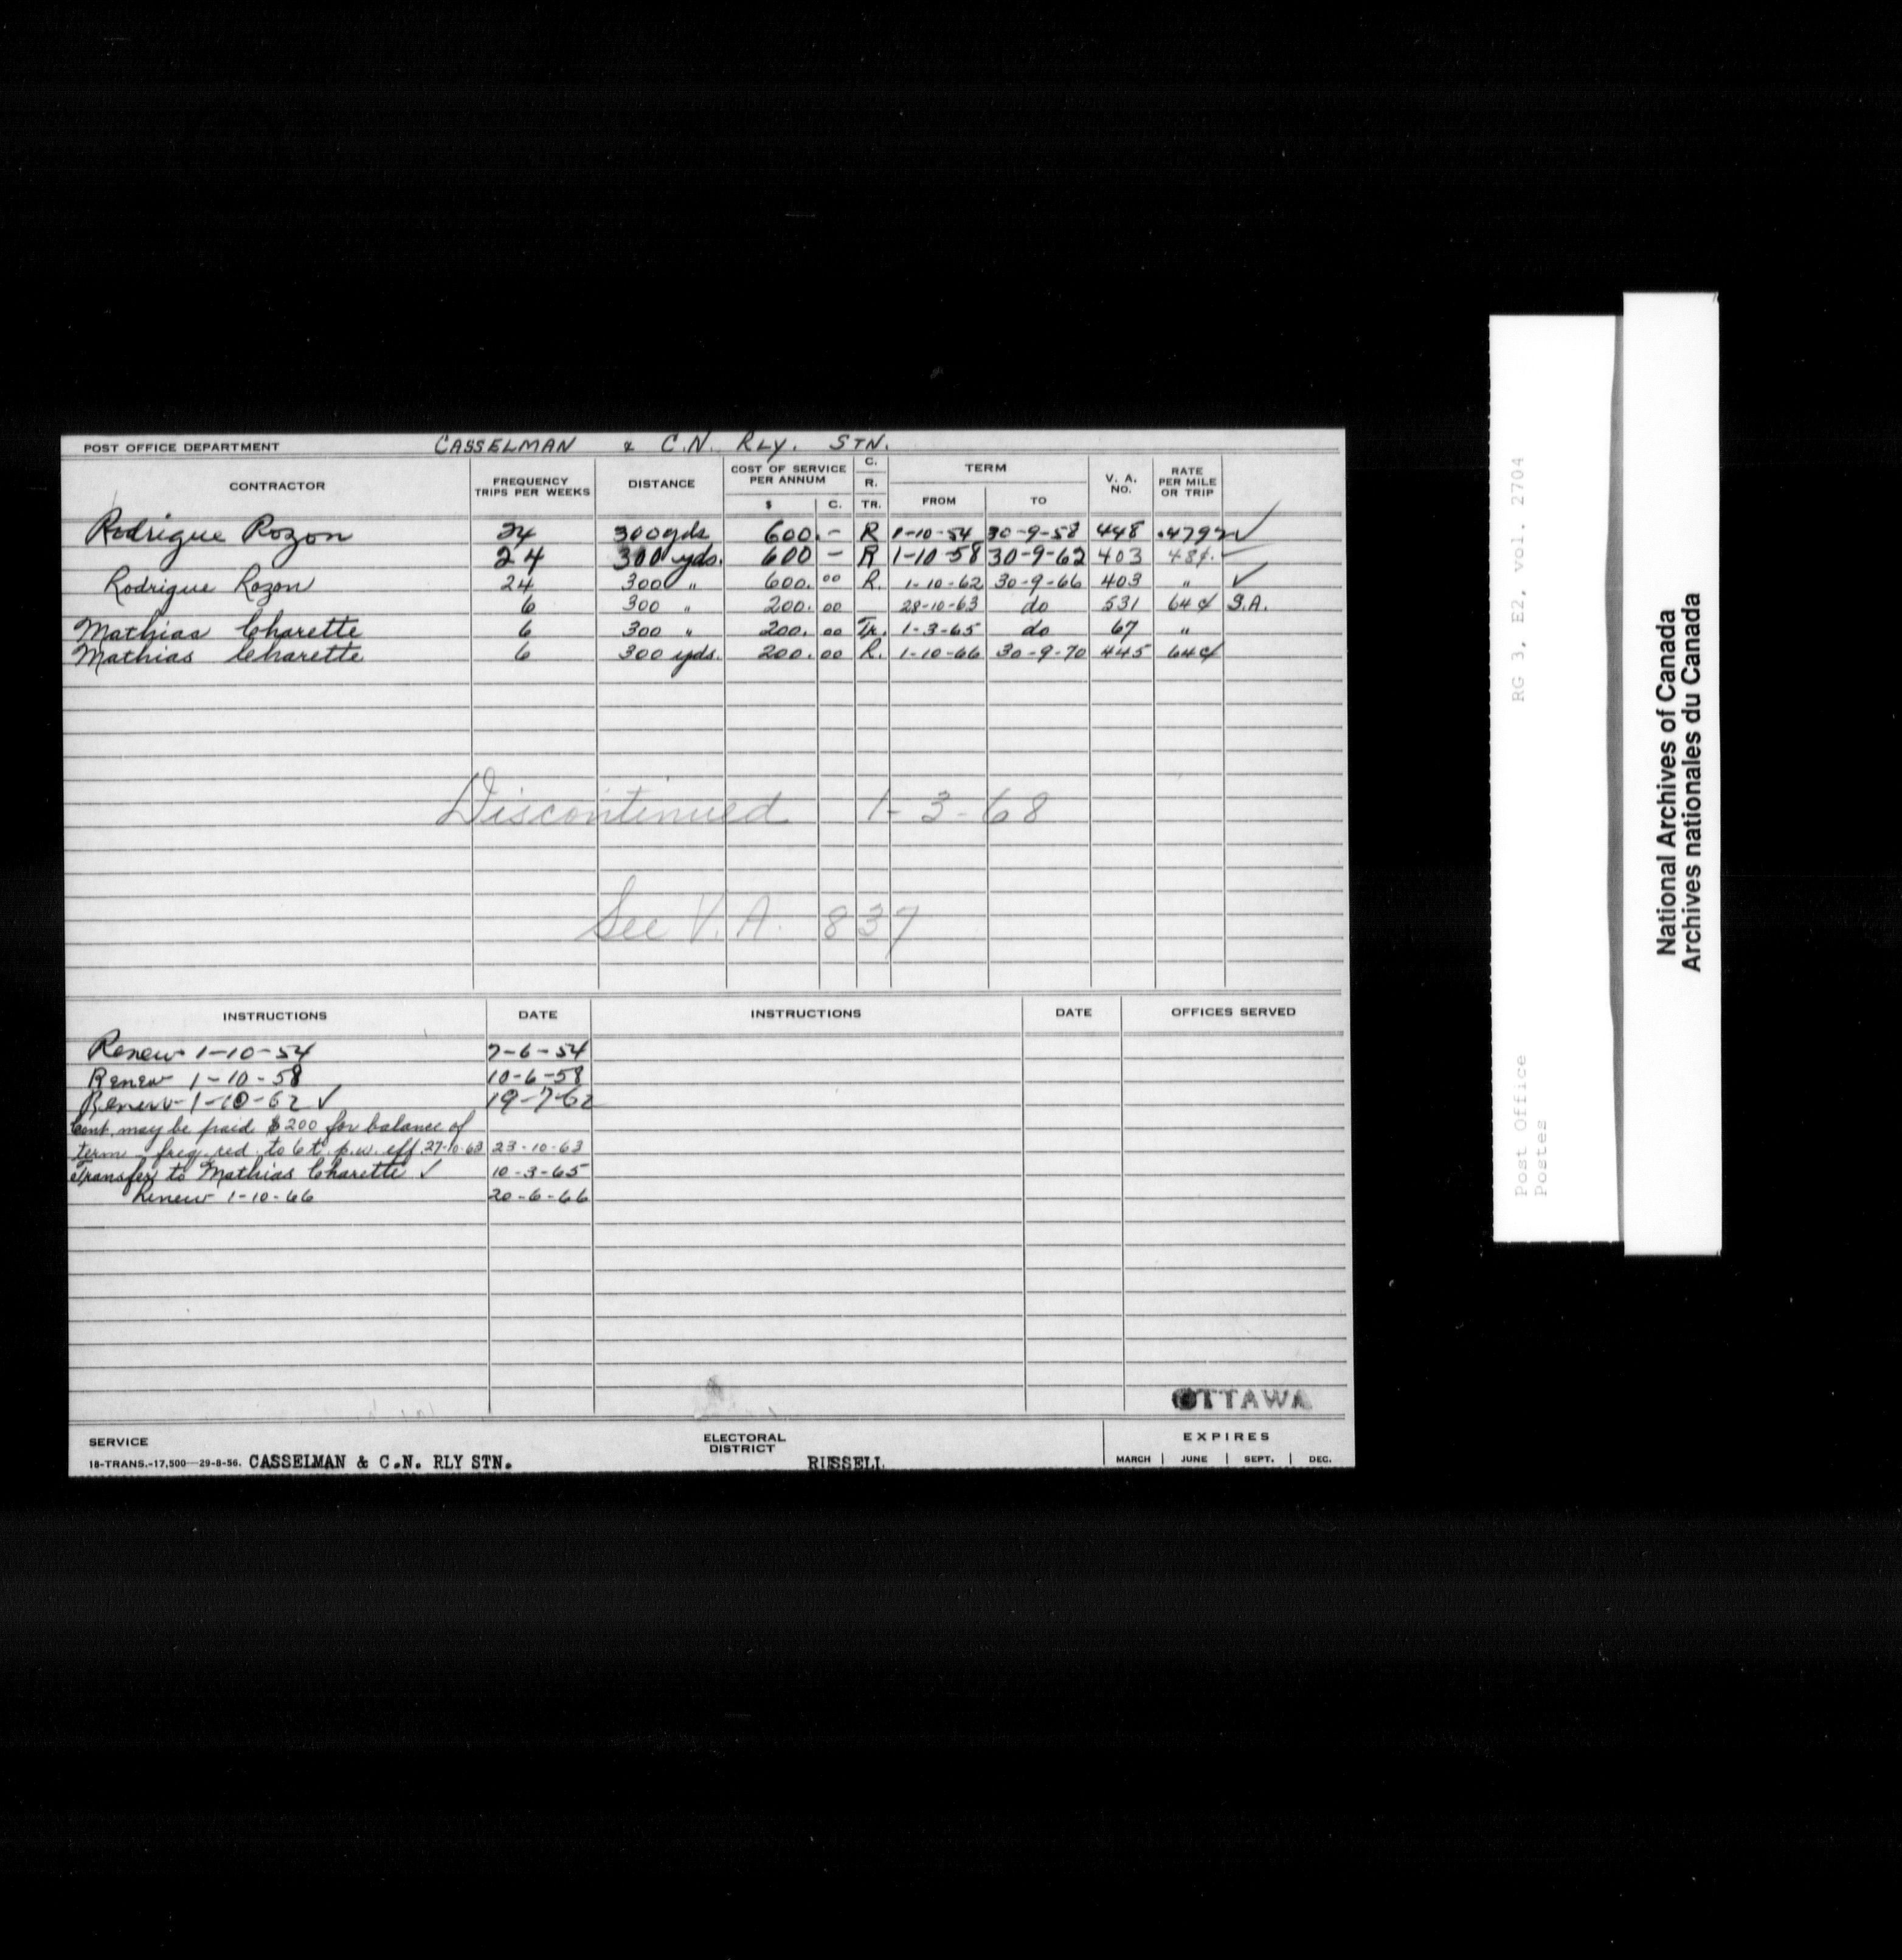 POST OFFICE DEPARTMENT CASSELMAN & C.N. RLY. STN.
CONTRACTOR FREQUENCY TRIPS PER WEEKS DISTANCE COST OF SERVICE PER ANNUM $ C. C. R. TR. TERM FROM TO V. A. NO. RATE PER MILE OR TRIP
Rodrigue Rozon 24 300 yds 600. – R 1-10-54 30-9-58 448 .4792 ✓
24 300 yds. 600 – R 1-10-58 30-9-62 403 48¢. ✓
Rodrigue Rozon 24 300 " 600. 00 R. 1-10-62 30-9-66 403 " ✓
6 300 " 200. 00 28-10-63 do 531 64¢ S.A.
Mathias Charette 6 300 " 200. 00 Tr. 1-3-65 do 67 "
Mathias Charette 6 300 yds. 200. 00 R. 1-10-66 30-9-70 445 64¢
Discontinued 1-3-68
See V.A. 837
INSTRUCTIONS DATE INSTRUCTIONS DATE OFFICES SERVED
Renew 1-10-54 7-6-54
Renew 1-10-58 10-6-58
Renew 1-10-62 ✓ 19-7-62
Cont. may be paid $200 for balance of
term – freq. red. to 6 t. p.w. eff. 27-10-63 23-10-63
Transfer to Mathias Charette ✓ 10-3-65
Renew 1-10-66 20-6-66
OTTAWA
SERVICE ELECTORAL DISTRICT EXPIRES
18-TRANS.-17,500—29-8-56. CASSELMAN & C.N. RLY STN. RUSSELL MARCH JUNE SEPT. DEC.
RG 3, E2, vol. 2704
Post Office
Postes
National Archives of Canada
Archives nationales du Canada